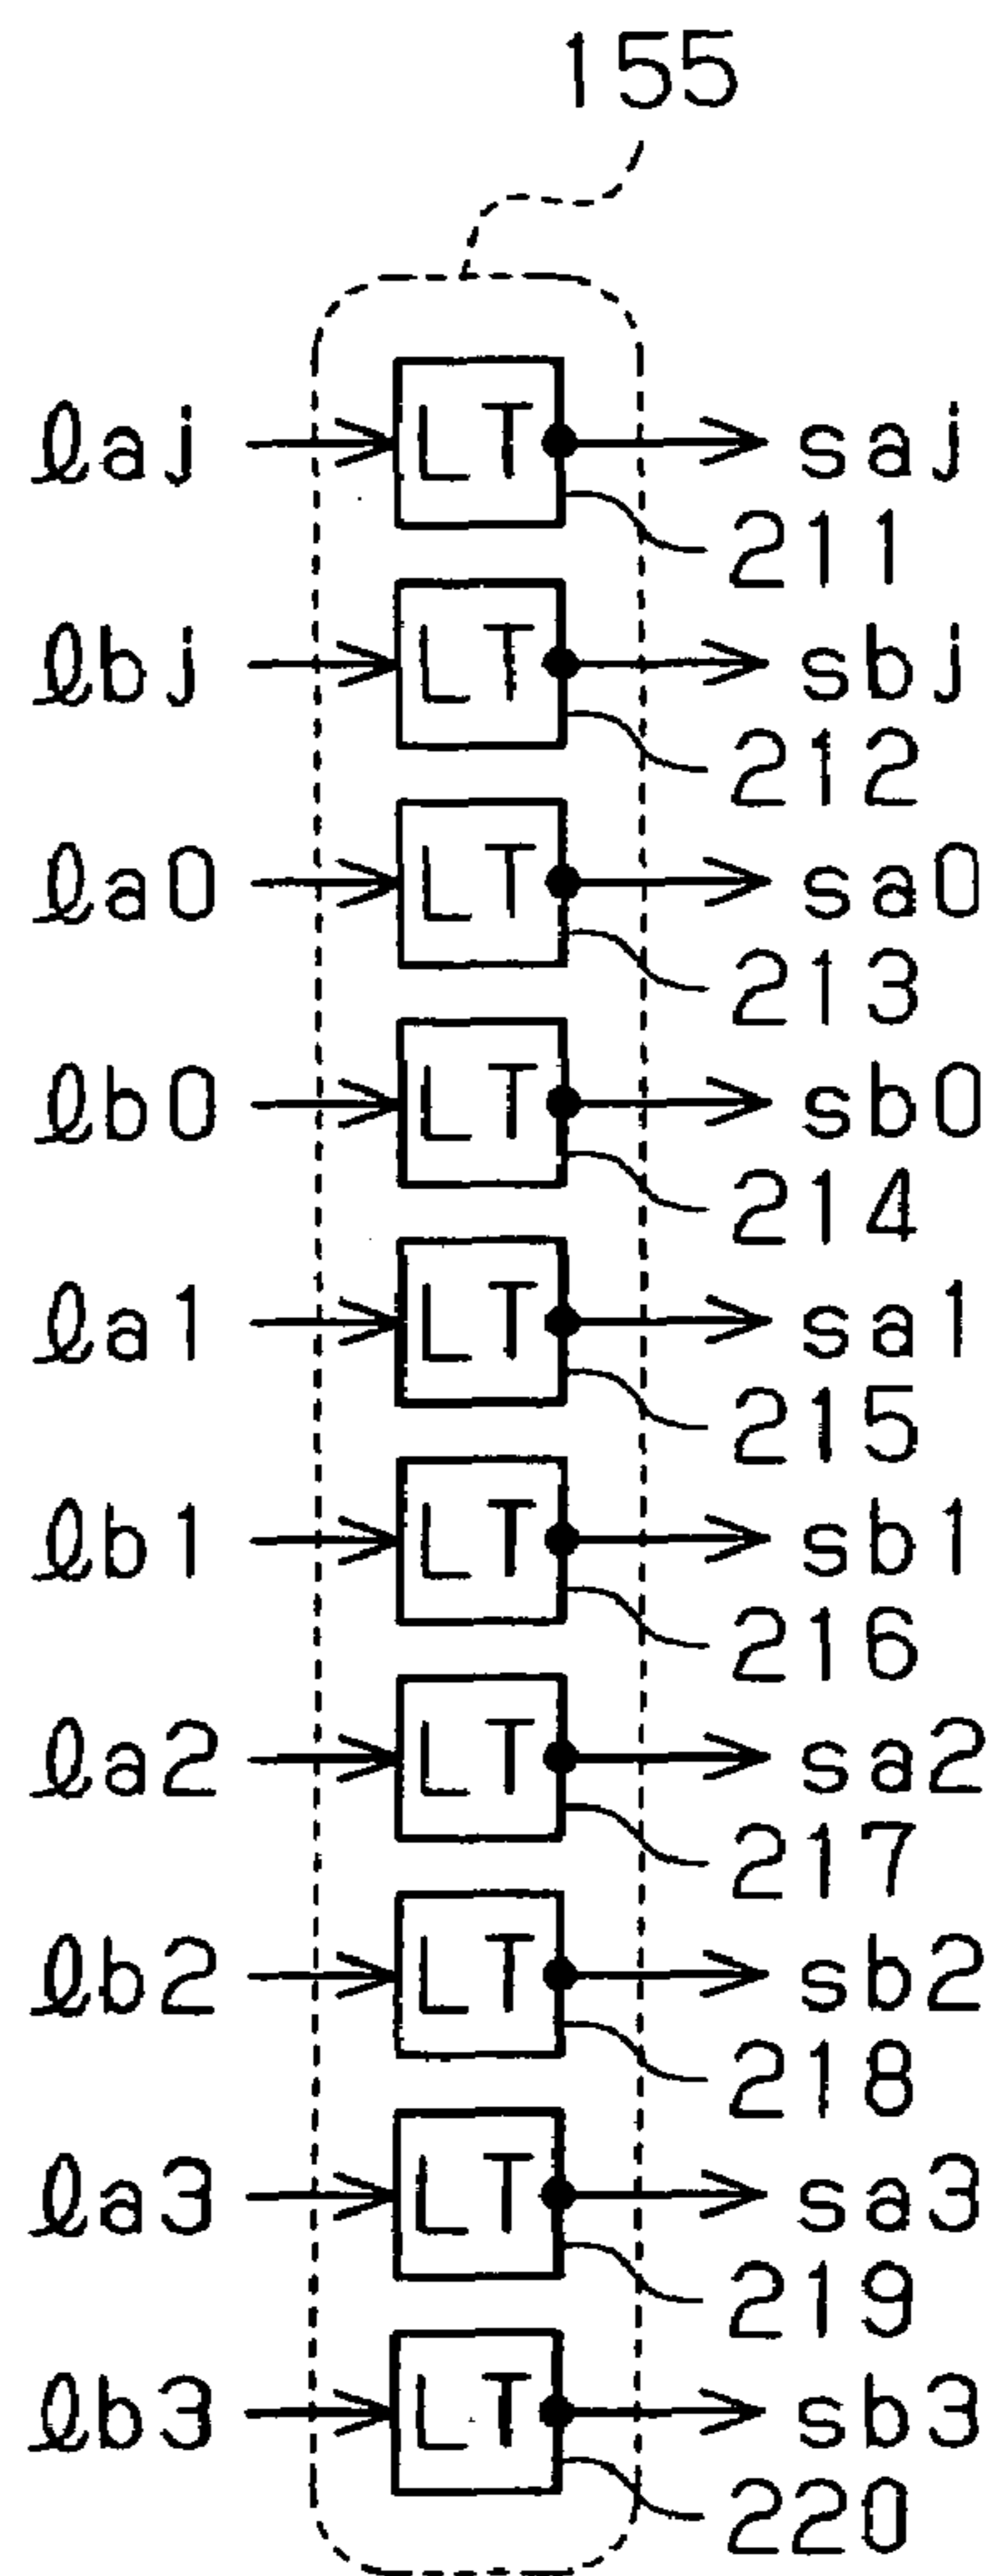 155
ℓaj LT saj
211
ℓbj LT sbj
212
ℓa0 LT sa0
213
ℓb0 LT sb0
214
ℓa1 LT sa1
215
ℓb1 LT sb1
216
ℓa2 LT sa2
217
ℓb2 LT sb2
218
ℓa3 LT sa3
219
ℓb3 LT sb3
220